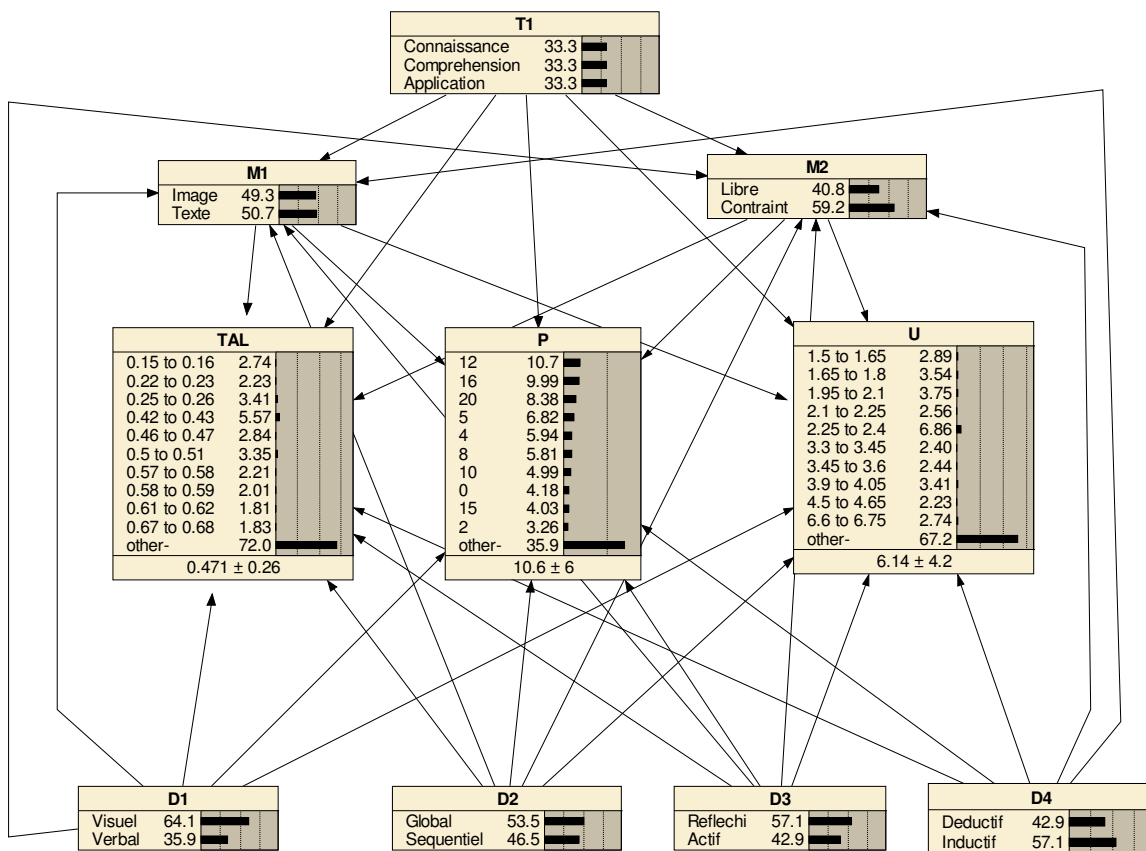 T1
Connaissance 33.3
Comprehension 33.3
Application 33.3
M1
Image 49.3
Texte 50.7
M2
Libre 40.8
Contraint 59.2
TAL
0.15 to 0.16 2.74
0.22 to 0.23 2.23
0.25 to 0.26 3.41
0.42 to 0.43 5.57
0.46 to 0.47 2.84
0.5 to 0.51 3.35
0.57 to 0.58 2.21
0.58 to 0.59 2.01
0.61 to 0.62 1.81
0.67 to 0.68 1.83
other- 72.0
0.471 ± 0.26
P
12 10.7
16 9.99
20 8.38
5 6.82
4 5.94
8 5.81
10 4.99
0 4.18
15 4.03
2 3.26
other- 35.9
10.6 ± 6
U
1.5 to 1.65 2.89
1.65 to 1.8 3.54
1.95 to 2.1 3.75
2.1 to 2.25 2.56
2.25 to 2.4 6.86
3.3 to 3.45 2.40
3.45 to 3.6 2.44
3.9 to 4.05 3.41
4.5 to 4.65 2.23
6.6 to 6.75 2.74
other- 67.2
6.14 ± 4.2
D1
Visuel 64.1
Verbal 35.9
D2
Global 53.5
Sequentiel 46.5
D3
Reflechi 57.1
Actif 42.9
D4
Deductif 42.9
Inductif 57.1